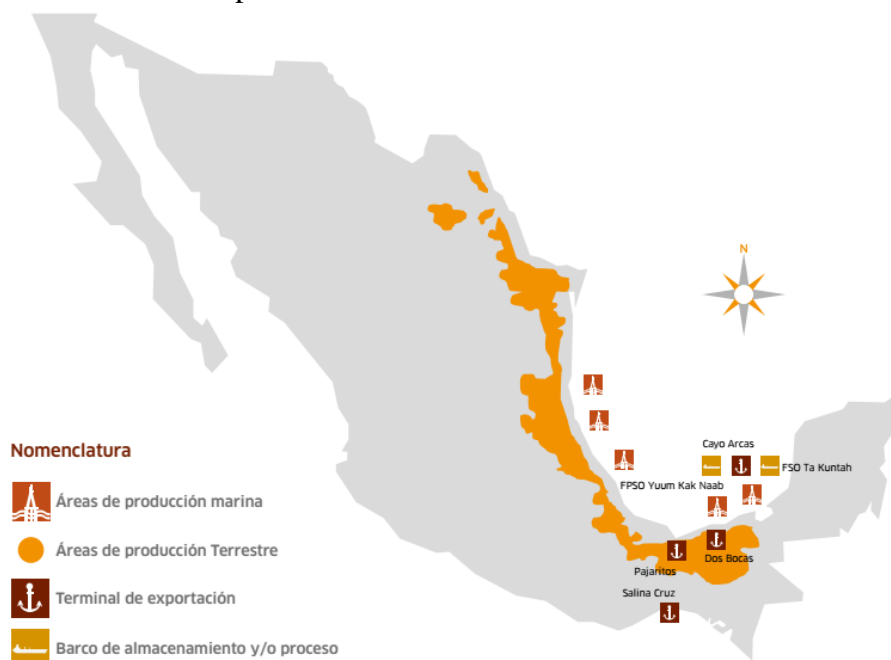 N
Cayo Arcas
FSO Ta Kuntah
FPSO Yuum Kak Naab
Dos Bocas
Pajaritos
Salina Cruz
Nomenclatura
Áreas de producción marina
Áreas de producción Terrestre
Terminal de exportación
Barco de almacenamiento y/o proceso